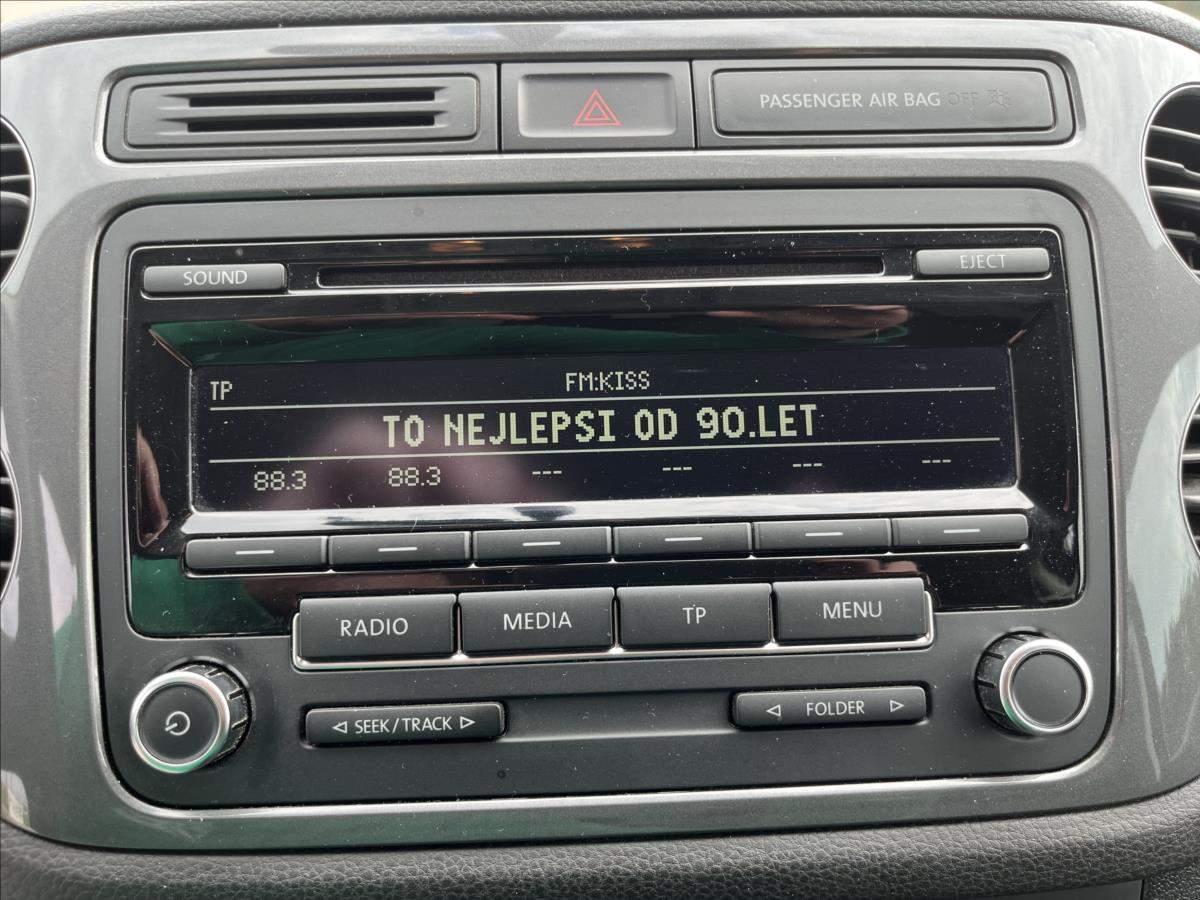 PASSENGER AIR BAG OFF
SOUND
EJECT
TP
FM:KISS
TO NEJLEPSI OD 90.LET
88.3 88.3 --- --- --- ---
RADIO MEDIA TP MENU
SEEK/TRACK
FOLDER